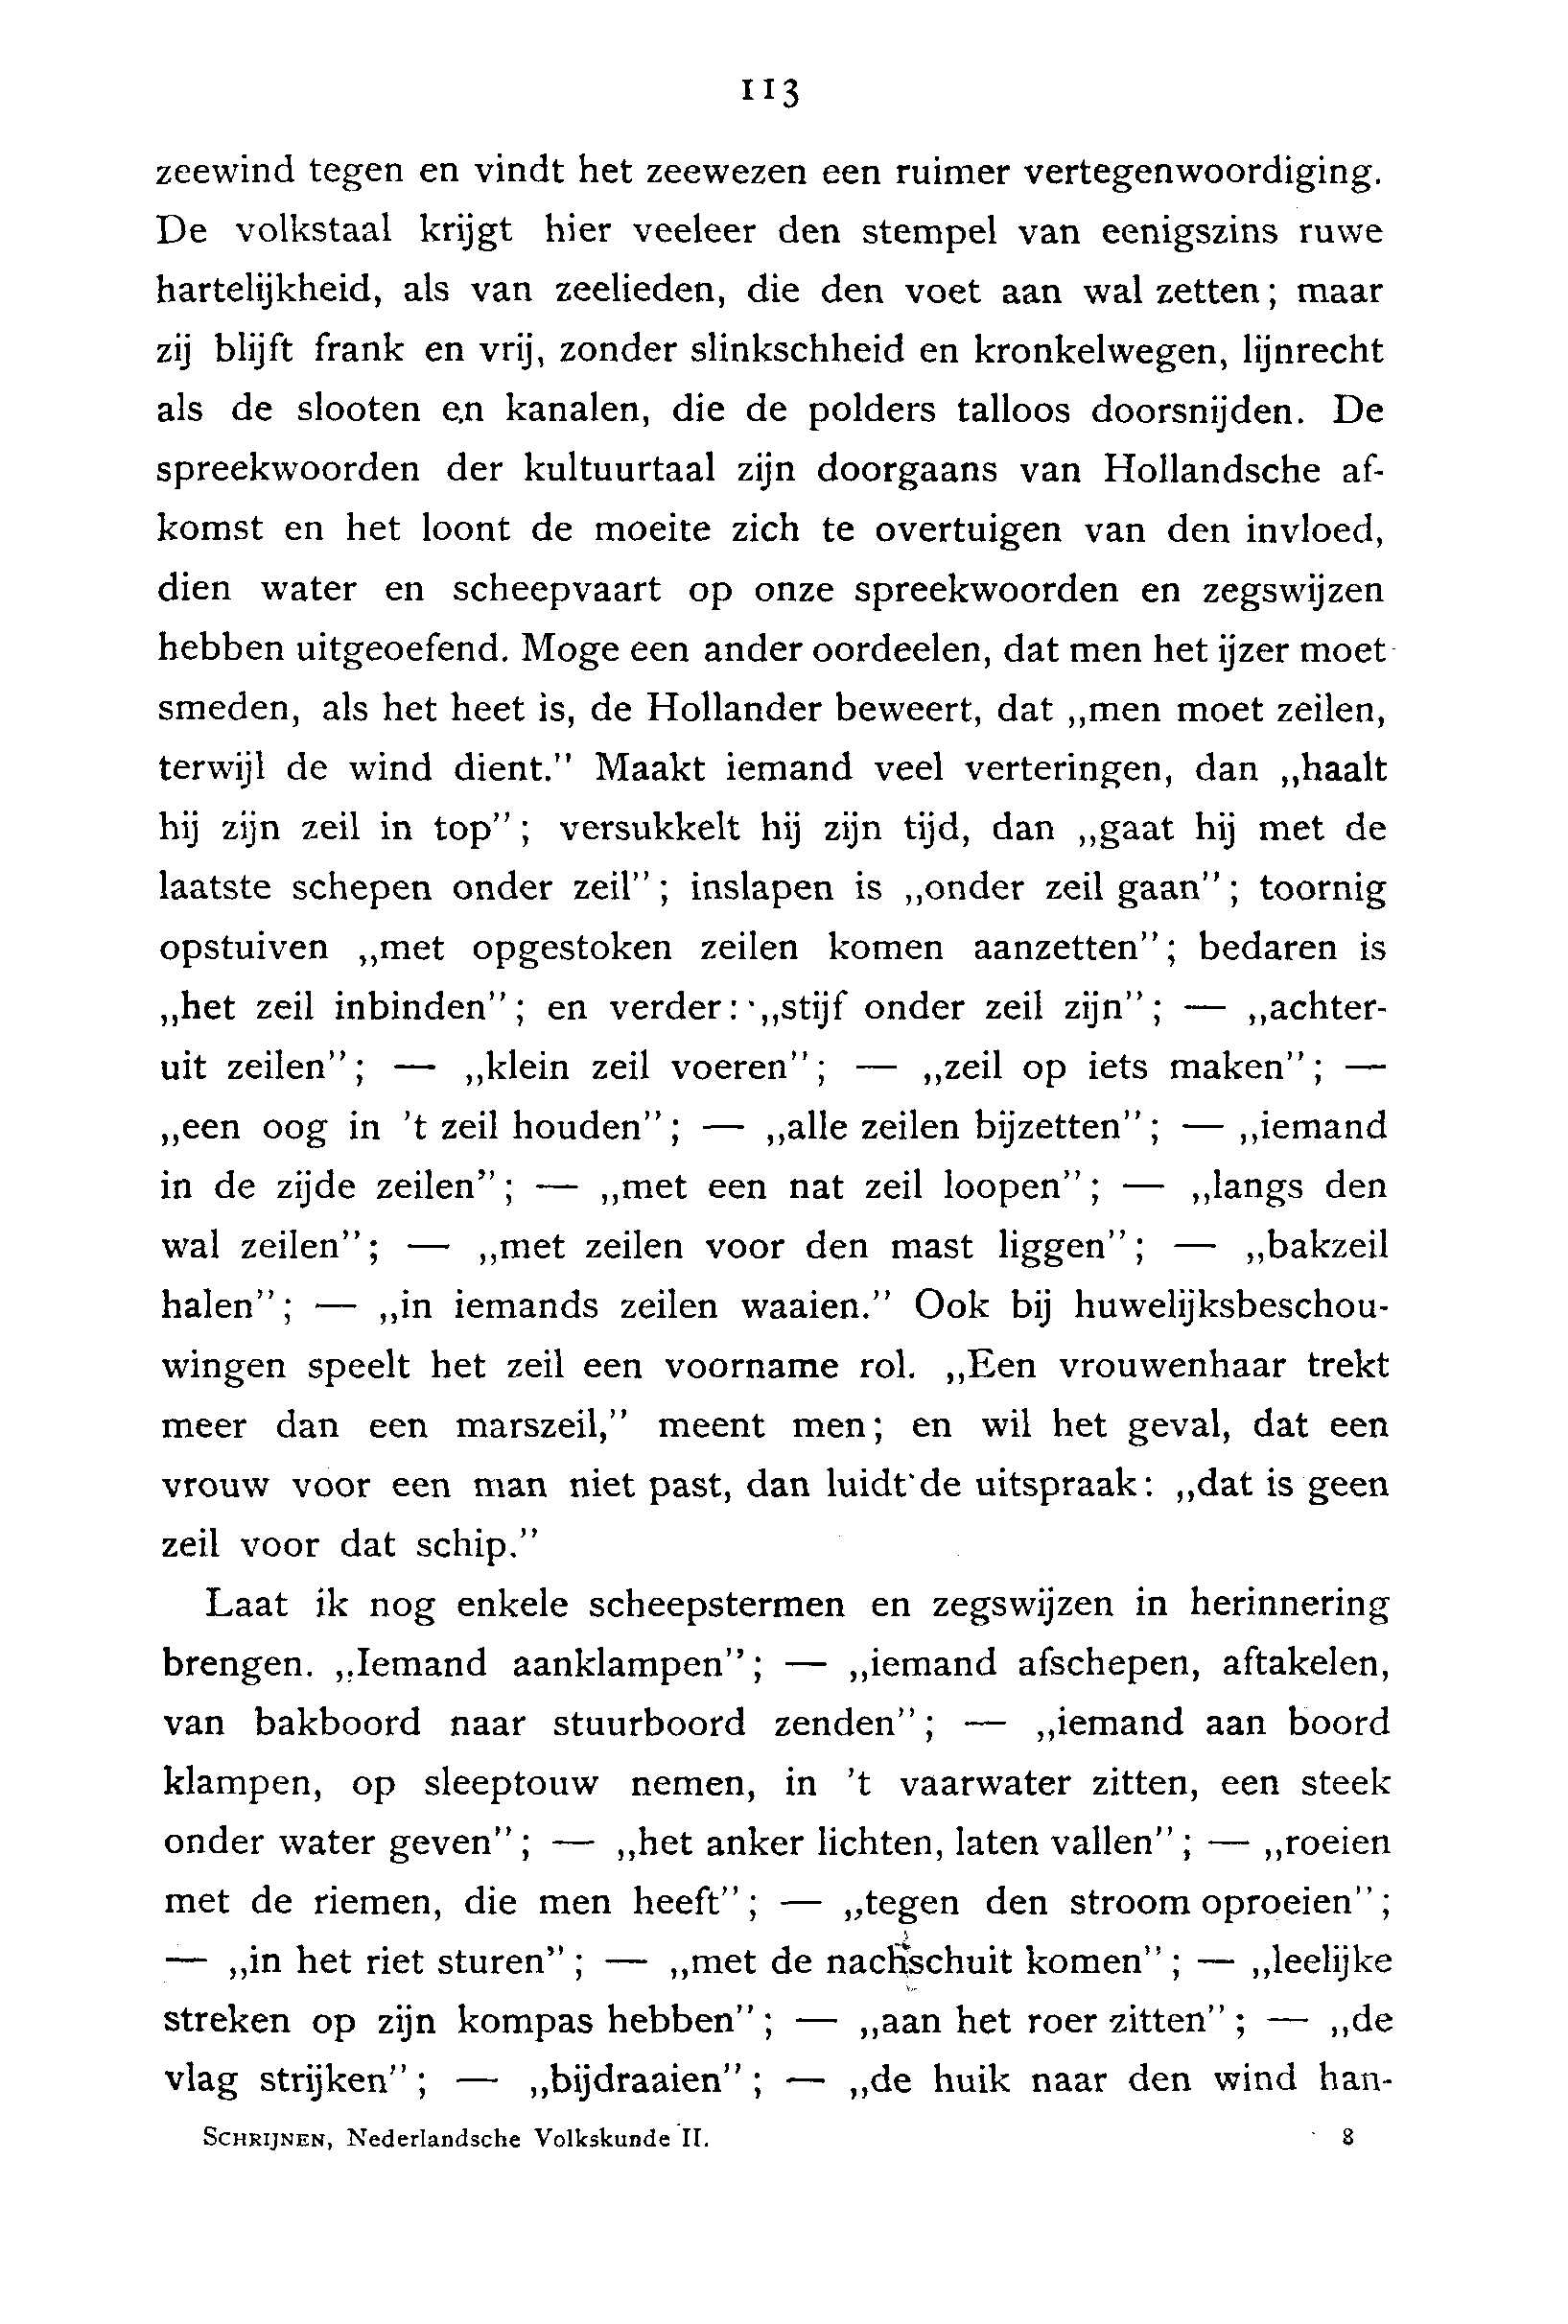 113
zeewind tegen en vindt het zeewezen een ruimer vertegenwoordiging.
De volkstaal krijgt hier veeleer den stempel van eenigszins ruwe
hartelijkheid, als van zeelieden, die den voet aan wal zetten; maar
zij blijft frank en vrij, zonder slinkschheid en kronkelwegen, lijnrecht
als de slooten en kanalen, die de polders talloos doorsnijden. De
spreekwoorden der kultuurtaal zijn doorgaans van Hollandsche af-
komst en het loont de moeite zich te overtuigen van den invloed,
dien water en scheepvaart op onze spreekwoorden en zegswijzen
hebben uitgeoefend. Moge een ander oordeelen, dat men het ijzer moet
smeden, als het heet is, de Hollander beweert, dat „men moet zeilen,
terwijl de wind dient.” Maakt iemand veel verteringen, dan „haalt
hij zijn zeil in top”; versukkelt hij zijn tijd, dan „gaat hij met de
laatste schepen onder zeil”; inslapen is „onder zeil gaan”; toornig
opstuiven „met opgestoken zeilen komen aanzetten”; bedaren is
„het zeil inbinden”; en verder: „stijf onder zeil zijn”; — „achter-
uit zeilen”; — „klein zeil voeren”; — „zeil op iets maken”; —
„een oog in ’t zeil houden”; — „alle zeilen bijzetten”; — „iemand
in de zijde zeilen”; — „met een nat zeil loopen”; — „langs den
wal zeilen”; — „met zeilen voor den mast liggen”; — „bakzeil
halen”; — „in iemands zeilen waaien.” Ook bij huwelijksbeschou-
wingen speelt het zeil een voorname rol. „Een vrouwenhaar trekt
meer dan een marszeil,” meent men; en wil het geval, dat een
vrouw voor een man niet past, dan luidt de uitspraak: „dat is geen
zeil voor dat schip.”
Laat ik nog enkele scheepstermen en zegswijzen in herinnering
brengen. „Iemand aanklampen”; — „iemand afschepen, aftakelen,
van bakboord naar stuurboord zenden”; — „iemand aan boord
klampen, op sleeptouw nemen, in ’t vaarwater zitten, een steek
onder water geven”; — „het anker lichten, laten vallen”; — „roeien
met de riemen, die men heeft”; — „tegen den stroom oproeien”;
— „in het riet sturen”; — „met de nachtschuit komen”; — „leelijke
streken op zijn kompas hebben”; — „aan het roer zitten”; — „de
vlag strijken”; — „bijdraaien”; — „de huik naar den wind han-
SCHRIJNEN, Nederlandsche Volkskunde II. 8